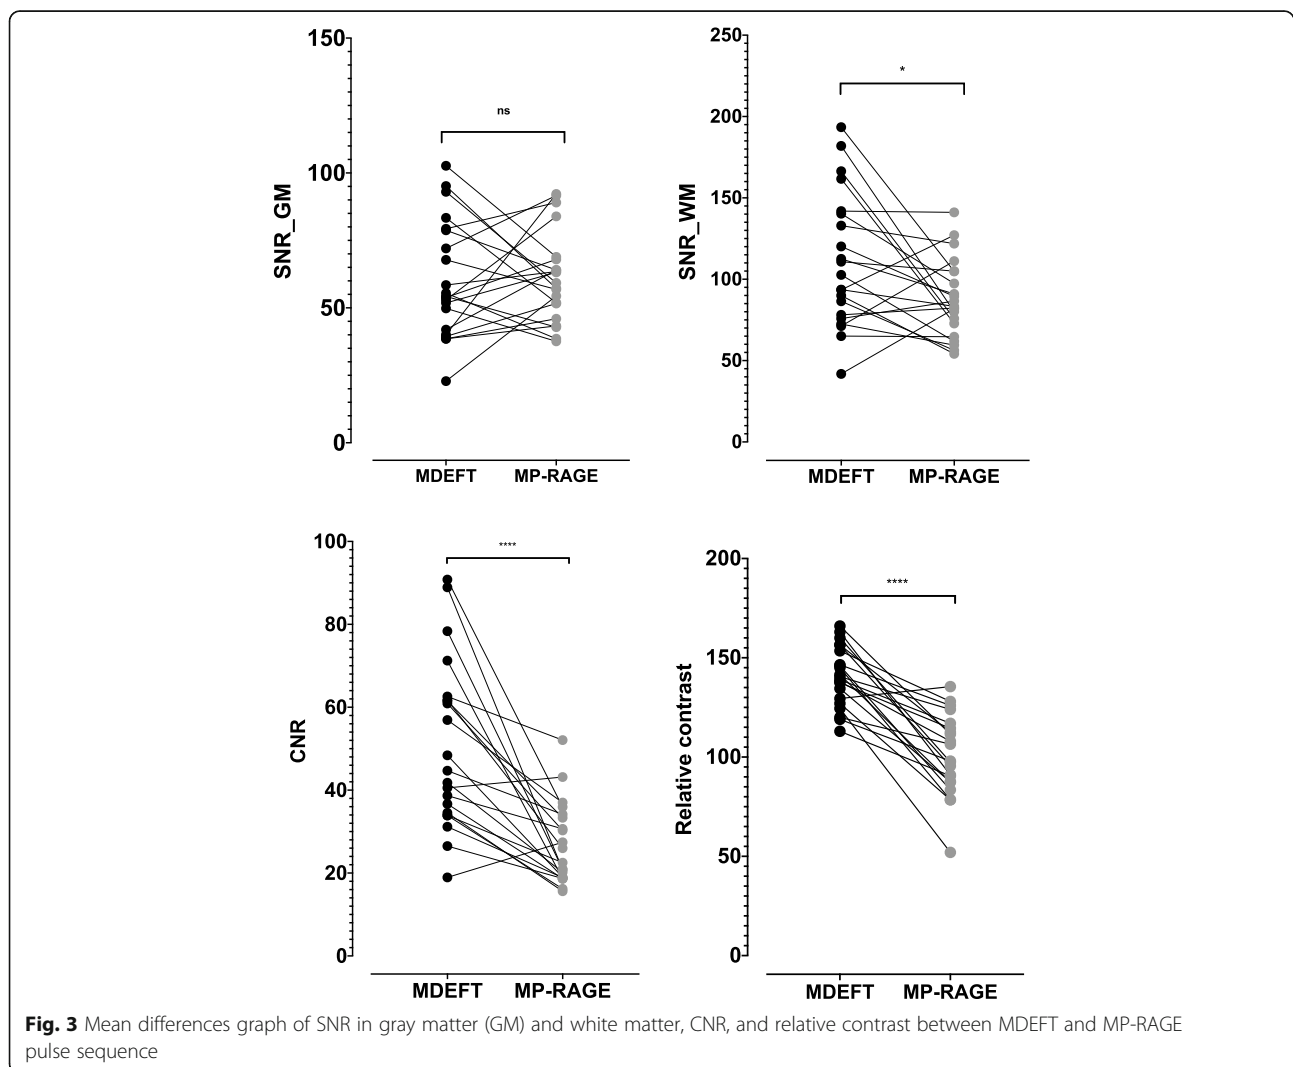 150
100
50
0
SNR_GM
ns
MDEFT MP-RAGE
250
200
150
100
50
0
SNR_WM
*
MDEFT MP-RAGE
100
80
60
40
20
0
CNR
****
MDEFT MP-RAGE
200
150
100
50
0
Relative contrast
****
MDEFT MP-RAGE
Fig. 3 Mean differences graph of SNR in gray matter (GM) and white matter, CNR, and relative contrast between MDEFT and MP-RAGE
pulse sequence